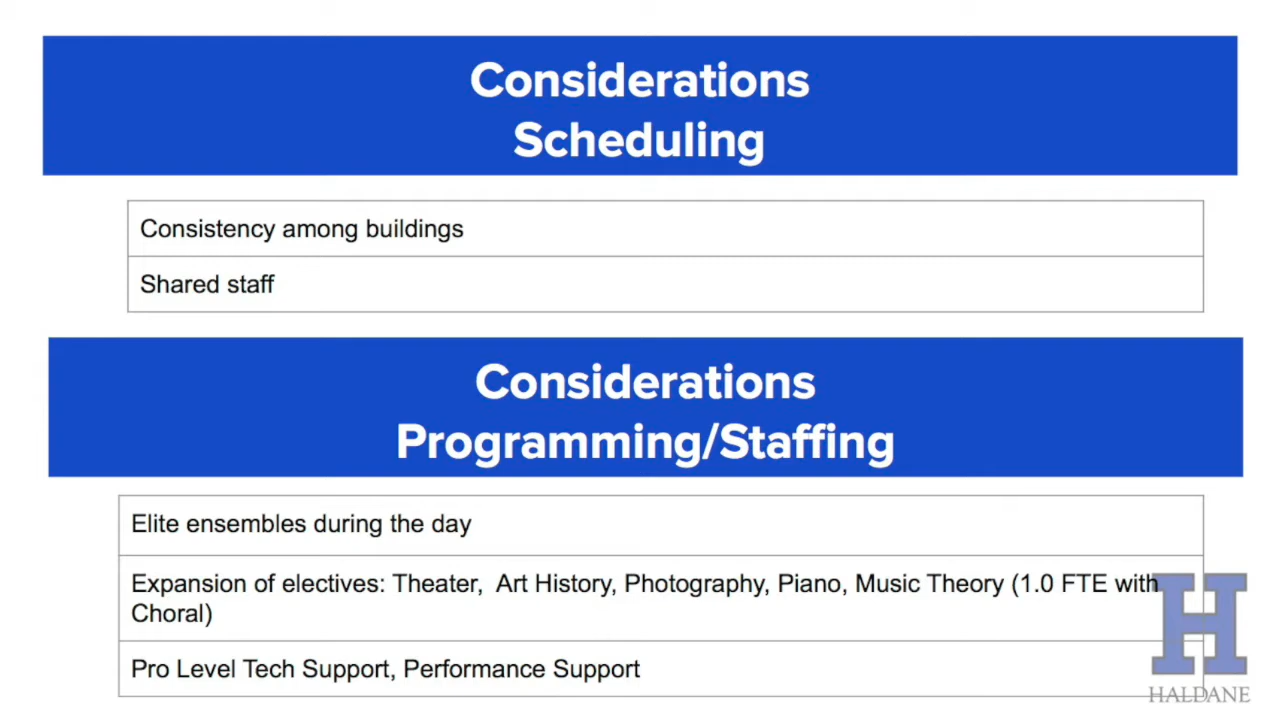 Considerations
Scheduling
Consistency among buildings
Shared staff
Considerations
Programming/Staffing
Elite ensembles during the day
Expansion of electives: Theater,  Art History, Photography, Piano, Music Theory (1.0 FTE with
Choral)
Pro Level Tech Support, Performance Support
H
HALDANE